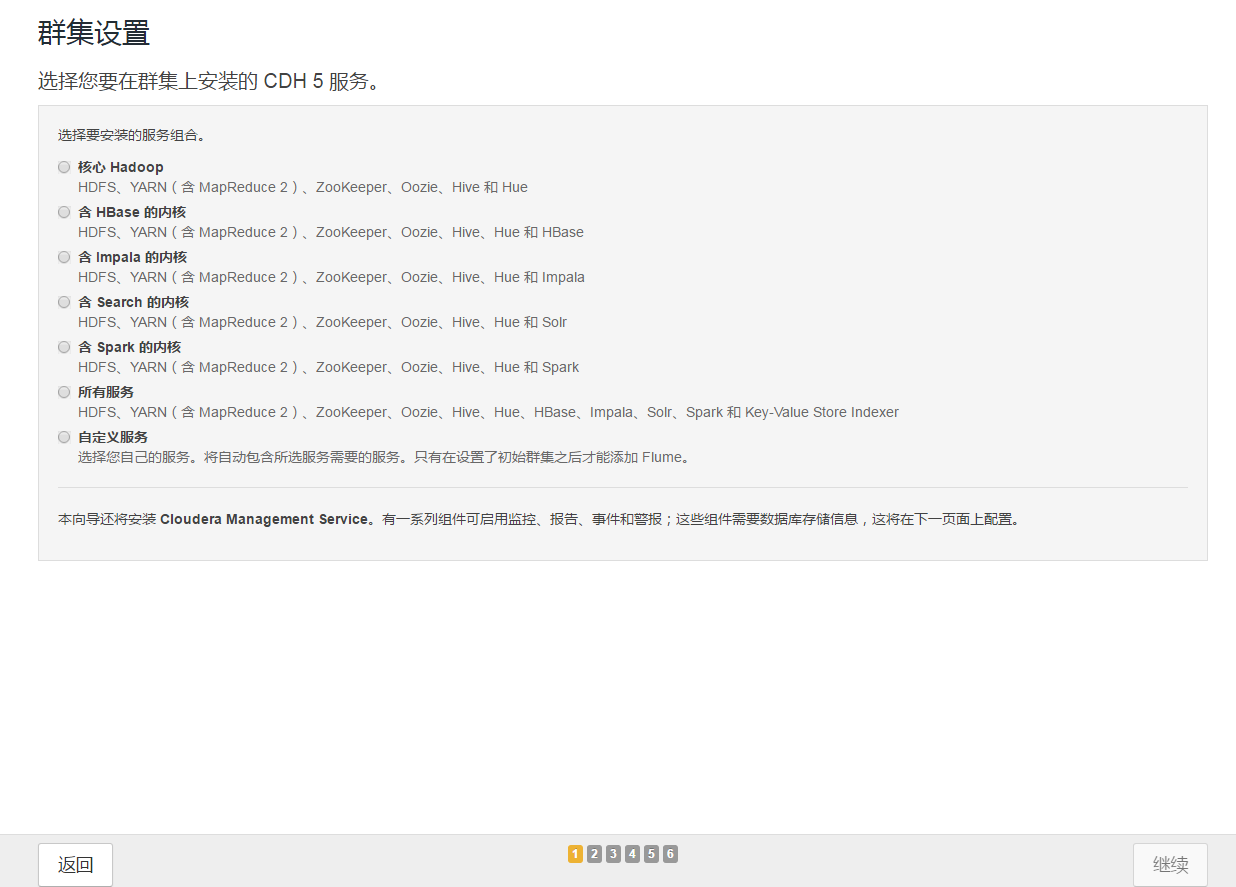 群集设置
选择您要在群集上安装的 CDH 5 服务。
选择要安装的服务组合。
核心 Hadoop
HDFS、YARN（含 MapReduce 2）、ZooKeeper、Oozie、Hive 和 Hue
含 HBase 的内核
HDFS、YARN（含 MapReduce 2）、ZooKeeper、Oozie、Hive、Hue 和 HBase
含 Impala 的内核
HDFS、YARN（含 MapReduce 2）、ZooKeeper、Oozie、Hive、Hue 和 Impala
含 Search 的内核
HDFS、YARN（含 MapReduce 2）、ZooKeeper、Oozie、Hive、Hue 和 Solr
含 Spark 的内核
HDFS、YARN（含 MapReduce 2）、ZooKeeper、Oozie、Hive、Hue 和 Spark
所有服务
HDFS、YARN（含 MapReduce 2）、ZooKeeper、Oozie、Hive、Hue、HBase、Impala、Solr、Spark 和 Key-Value Store Indexer
自定义服务
选择您自己的服务。将自动包含所选服务需要的服务。只有在设置了初始群集之后才能添加 Flume。
本向导还将安装 Cloudera Management Service。有一系列组件可启用监控、报告、事件和警报；这些组件需要数据库存储信息，这将在下一页面上配置。
返回 1 2 3 4 5 6 继续